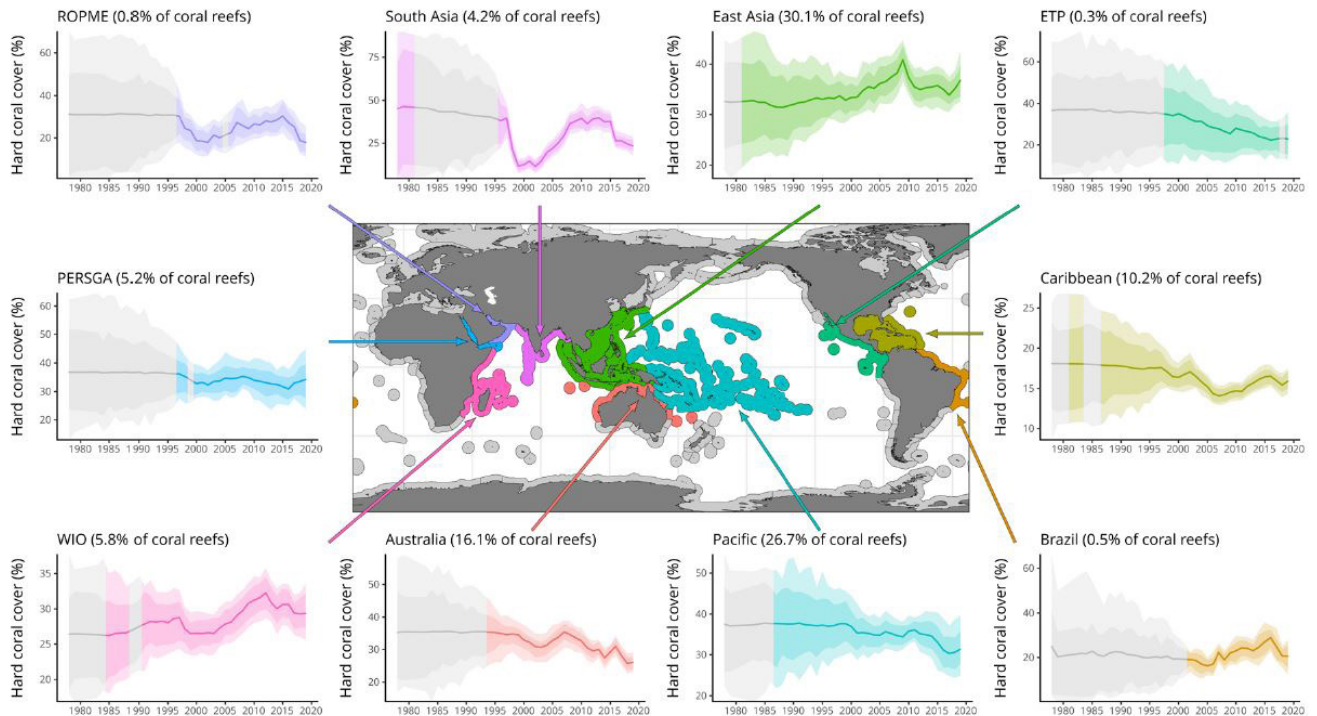 ROPME (0.8% of coral reefs)
Hard coral cover (%)
60
40
20
1980 1985 1990 1995 2000 2005 2010 2015 2020
South Asia (4.2% of coral reefs)
Hard coral cover (%)
75
50
25
1980 1985 1990 1995 2000 2005 2010 2015 2020
East Asia (30.1% of coral reefs)
Hard coral cover (%)
40
30
20
1980 1985 1990 1995 2000 2005 2010 2015 2020
ETP (0.3% of coral reefs)
Hard coral cover (%)
60
40
20
1980 1985 1990 1995 2000 2005 2010 2015 2020
PERSGA (5.2% of coral reefs)
Hard coral cover (%)
60
50
40
30
20
1980 1985 1990 1995 2000 2005 2010 2015 2020
Caribbean (10.2% of coral reefs)
Hard coral cover (%)
25
20
15
10
1980 1985 1990 1995 2000 2005 2010 2015 2020
WIO (5.8% of coral reefs)
Hard coral cover (%)
35
30
25
20
1980 1985 1990 1995 2000 2005 2010 2015 2020
Australia (16.1% of coral reefs)
Hard coral cover (%)
50
40
30
20
1980 1985 1990 1995 2000 2005 2010 2015 2020
Pacific (26.7% of coral reefs)
Hard coral cover (%)
50
40
30
20
1980 1985 1990 1995 2000 2005 2010 2015 2020
Brazil (0.5% of coral reefs)
Hard coral cover (%)
60
40
20
1980 1985 1990 1995 2000 2005 2010 2015 2020